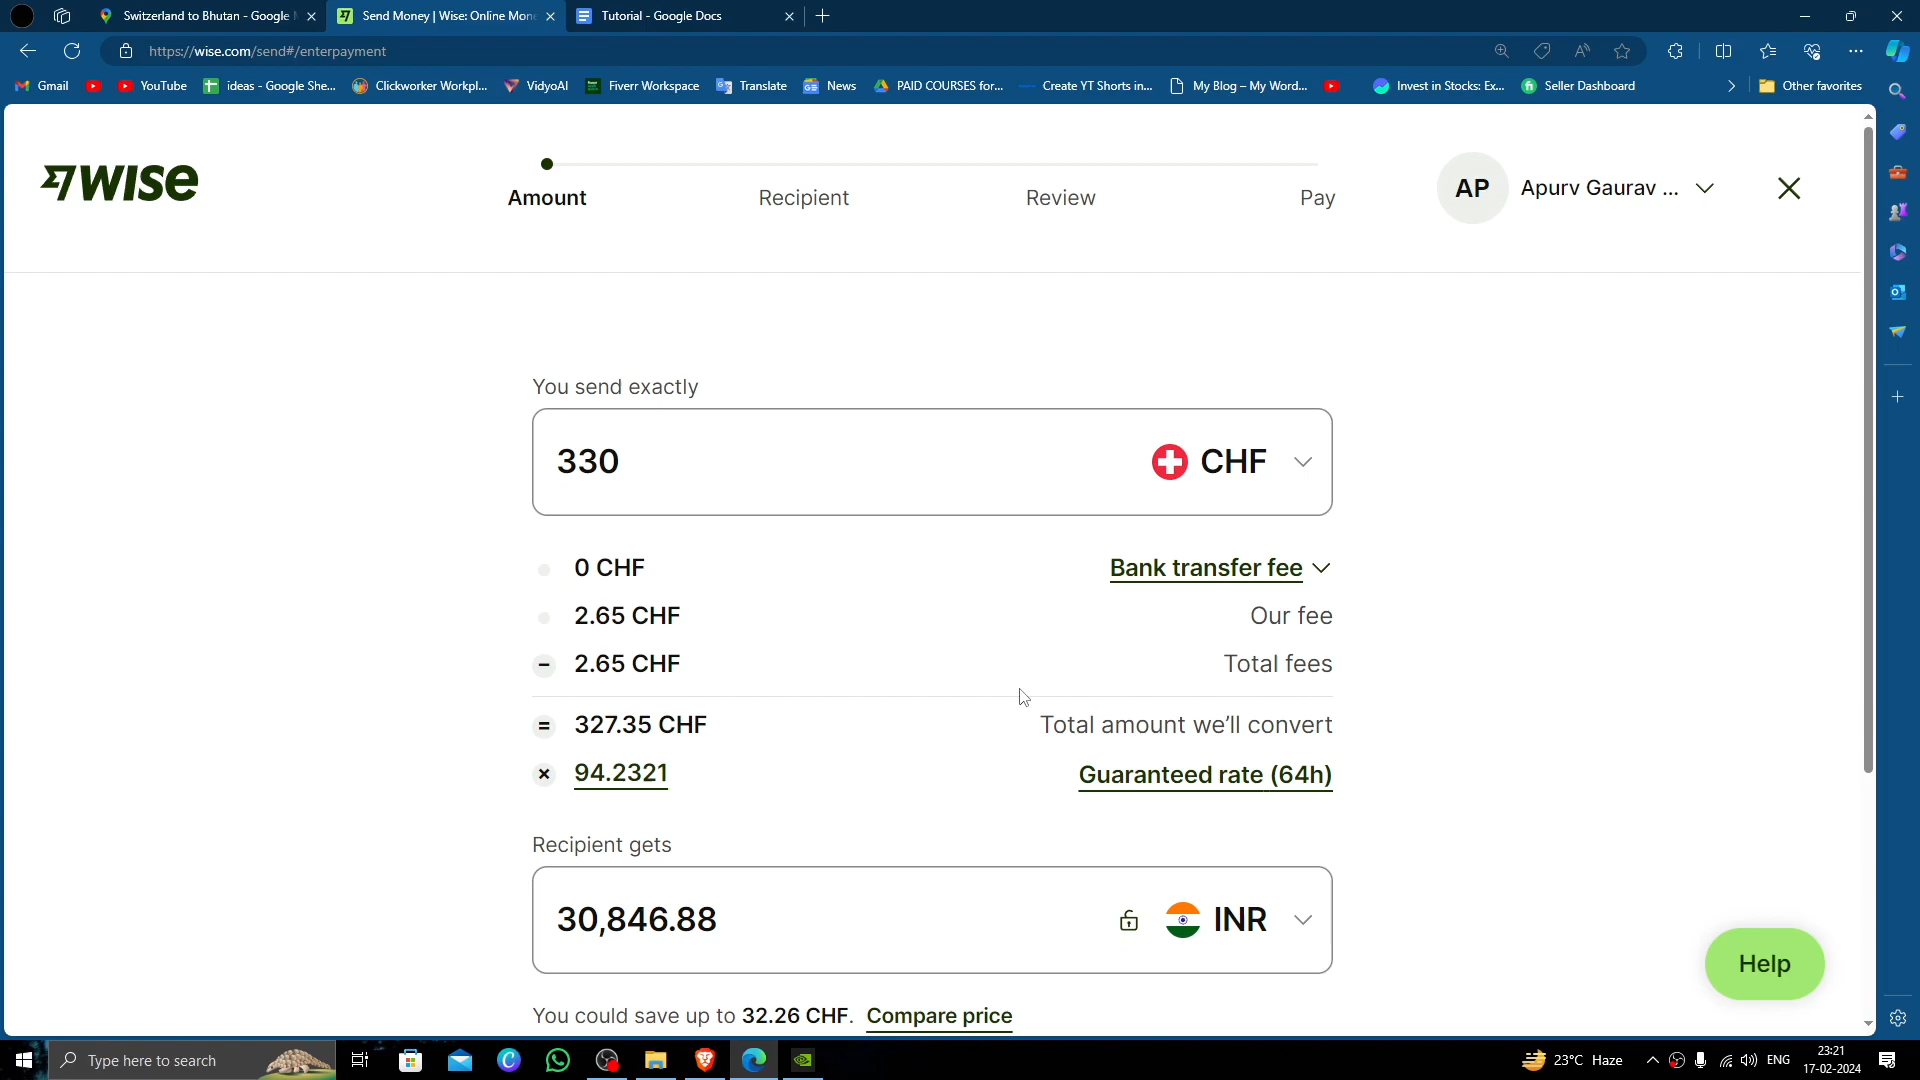 Switzerland to Bhutan - Google
Send Money | Wise: Online Mon
Tutorial - Google Docs
https://wise.com/send#/enterpayment
Gmail
YouTube
ideas - Google She...
Clickworker Workpl...
VidyoAI
Fiverr Workspace
Translate
News
PAID COURSES for...
Create YT Shorts in...
My Blog – My Word...
Invest in Stocks: Ex...
Seller Dashboard
Other favorites
WISE
Amount
Recipient
Review
Pay
AP
Apurv Gaurav ...
You send exactly
330
CHF
0 CHF
Bank transfer fee
2.65 CHF
Our fee
− 2.65 CHF
Total fees
= 327.35 CHF
Total amount we'll convert
× 94.2321
Guaranteed rate (64h)
Recipient gets
30,846.88
INR
You could save up to 32.26 CHF. Compare price
Help
Type here to search
23°C Haze
ENG
23:21
17-02-2024